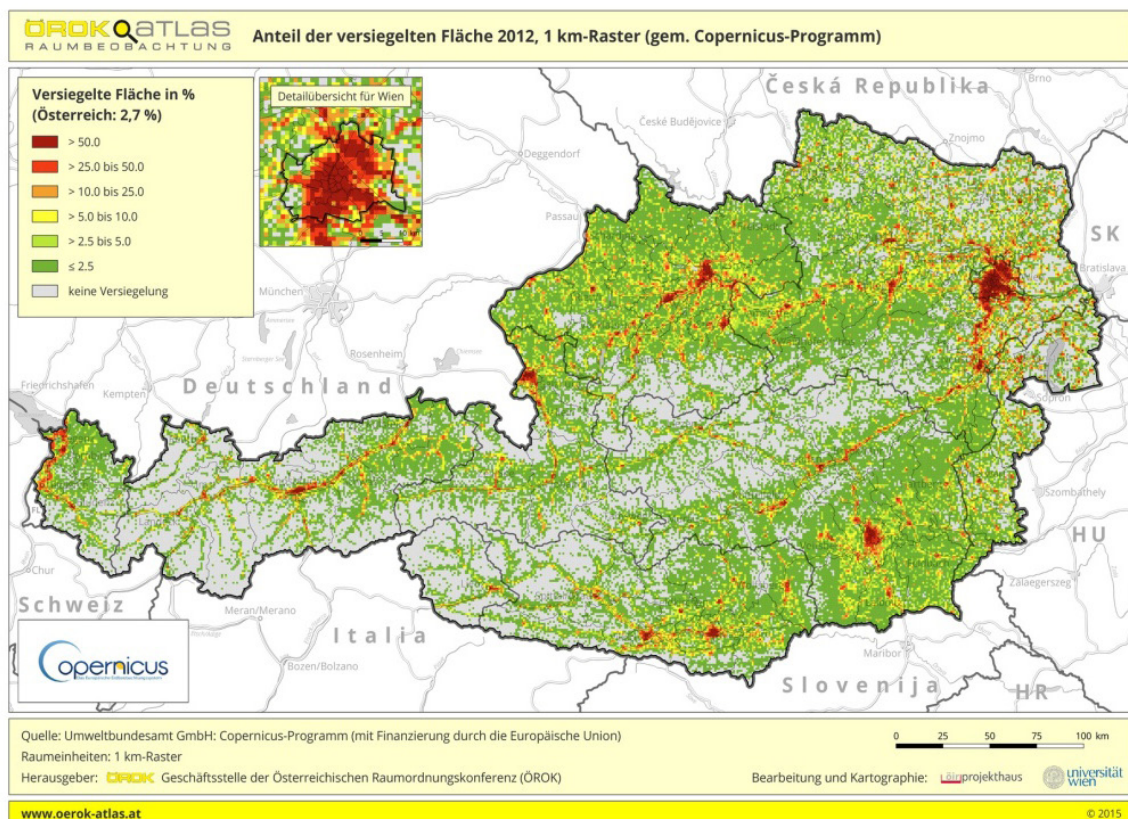 ÖROK ATLAS
RAUMBEOBACHTUNG
Anteil der versiegelten Fläche 2012, 1 km-Raster (gem. Copernicus-Programm)
Versiegelte Fläche in %
(Österreich: 2,7 %)
> 50.0
> 25.0 bis 50.0
> 10.0 bis 25.0
> 5.0 bis 10.0
> 2.5 bis 5.0
≤ 2.5
keine Versiegelung
Detailübersicht für Wien
Česká Republika
Brno
České Budějovice
Znojmo
Deggendorf
Passau
SK
Bratislava
München
Rosenheim
Deutschland
Friedrichshafen
Kempten
Sopron
Szombathely
HU
Zalaegerszeg
Chur
Schweiz
Meran/Merano
Italia
Bozen/Bolzano
Maribor
Slovenija
HR
Copernicus
Quelle: Umweltbundesamt GmbH: Copernicus-Programm (mit Finanzierung durch die Europäische Union)
0 25 50 75 100 km
Raumeinheiten: 1 km-Raster
Herausgeber: ÖROK Geschäftsstelle der Österreichischen Raumordnungskonferenz (ÖROK)
Bearbeitung und Kartographie:
projekthaus
universität
wien
www.oerok-atlas.at
© 2015